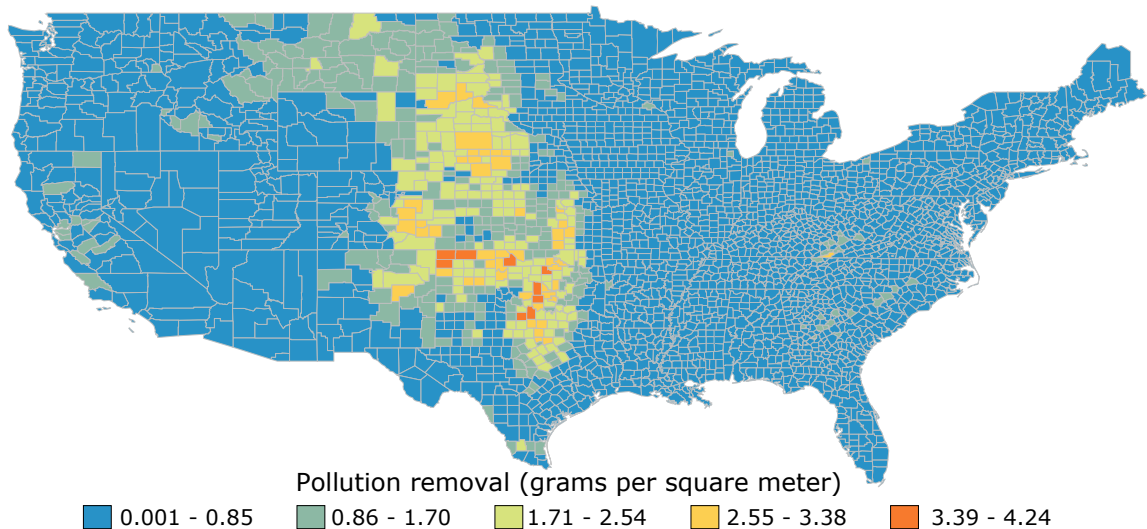 Pollution removal (grams per square meter)
0.001 - 0.85 0.86 - 1.70 1.71 - 2.54 2.55 - 3.38 3.39 - 4.24